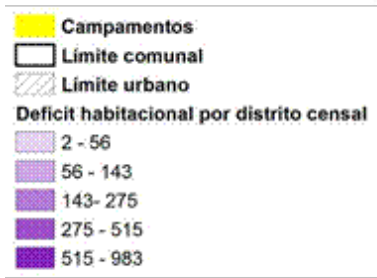 Campamentos
Límite comunal
Límite urbano
Deficit habitacional por distrito censal
2 - 56
56 - 143
143- 275
275 - 515
515 - 983